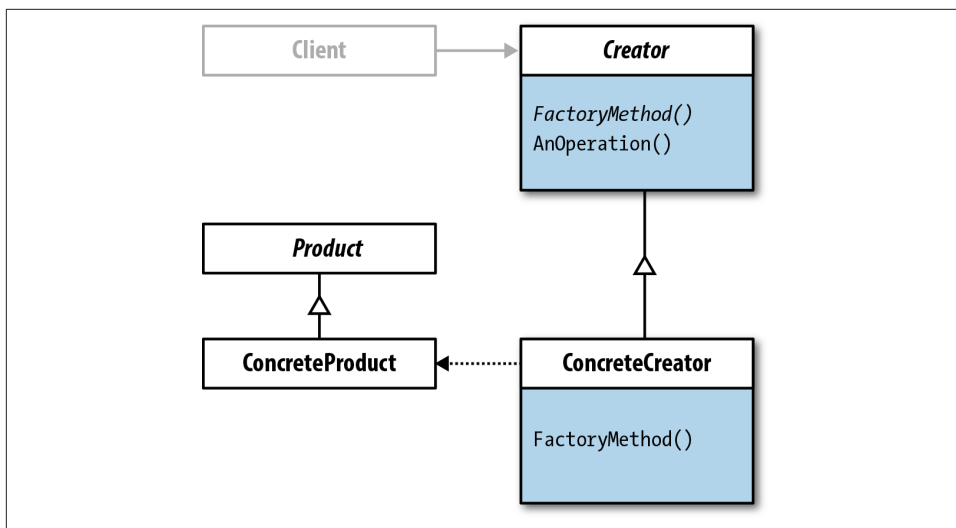 Client
Creator
FactoryMethod()
AnOperation()
Product
ConcreteProduct
ConcreteCreator
FactoryMethod()